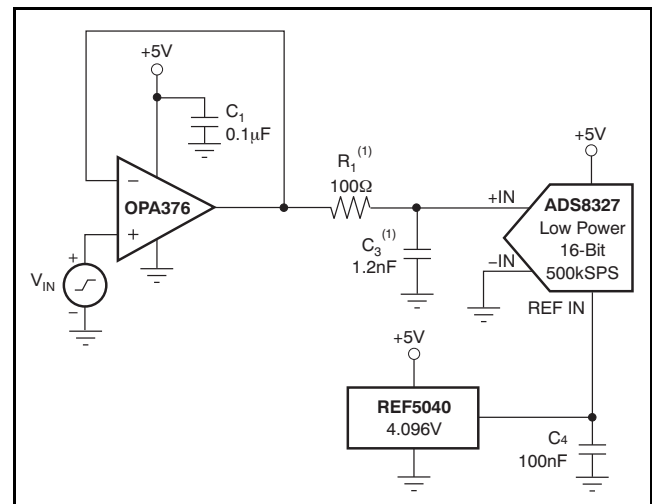 +5V
C1
0.1μF
−
OPA376
+
+
VIN
−
R1(1)
100Ω
C3(1)
1.2nF
+5V
+IN
ADS8327
Low Power
16-Bit
500kSPS
−IN
REF IN
+5V
REF5040
4.096V
C4
100nF